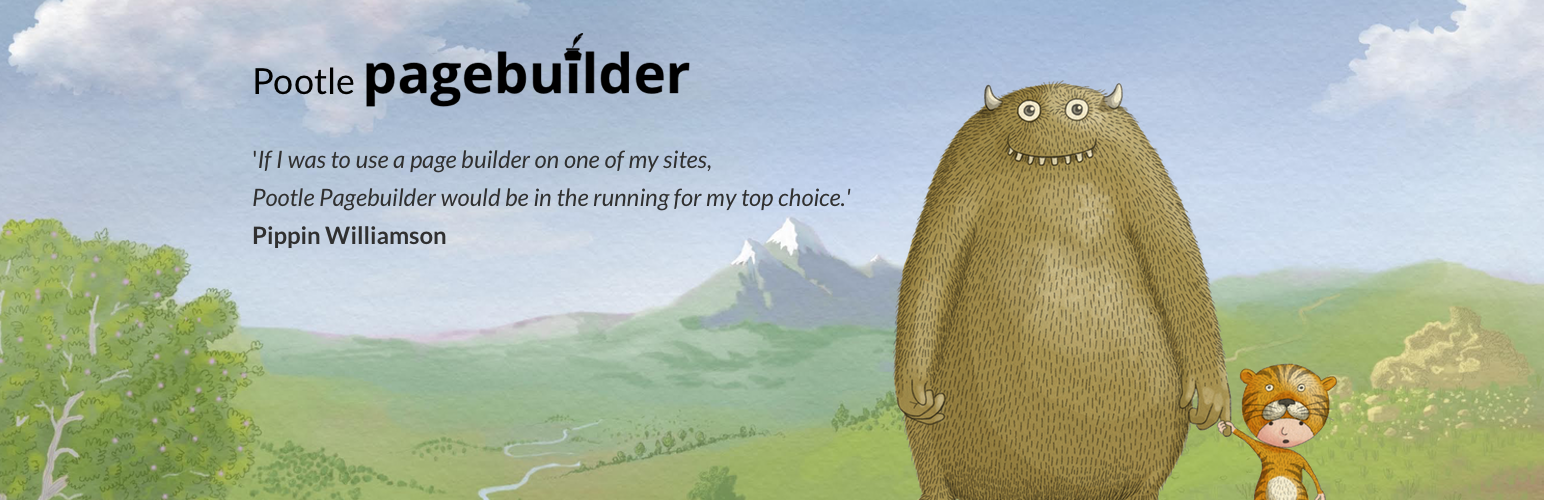 Pootle pagebuilder
'If I was to use a page builder on one of my sites,
Pootle Pagebuilder would be in the running for my top choice.'
Pippin Williamson